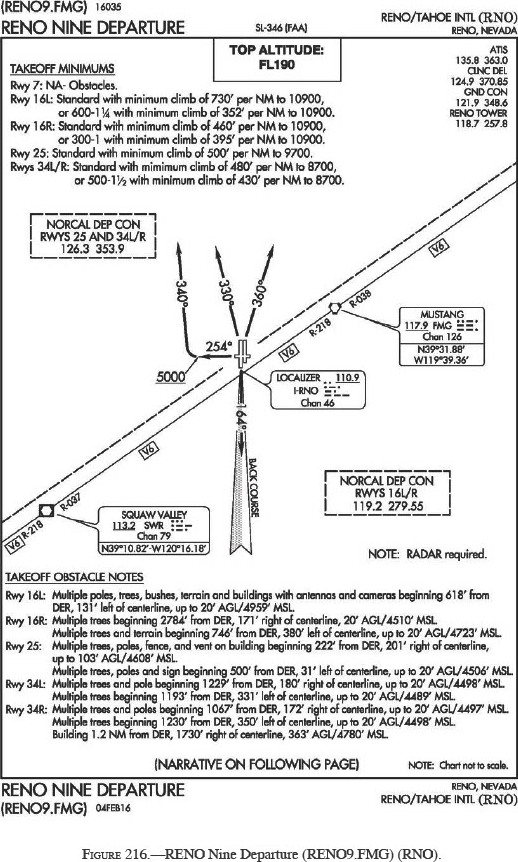 (RENO9.FMG) 16035
RENO NINE DEPARTURE
SL-346 (FAA)
RENO/TAHOE INTL (RNO)
RENO, NEVADA
TOP ALTITUDE:
FL190
ATIS
135.8 363.0
CLNC DEL
124.9 370.85
GND CON
121.9 348.6
RENO TOWER
118.7 257.8
TAKEOFF MINIMUMS
Rwy 7: NA- Obstacles.
Rwy 16L: Standard with minimum climb of 730' per NM to 10900,
or 600-1¼ with minimum climb of 352' per NM to 10900.
Rwy 16R: Standard with minimum climb of 460' per NM to 10900,
or 300-1 with minimum climb of 395' per NM to 10900.
Rwy 25: Standard with minimum climb of 500' per NM to 9700.
Rwys 34L/R: Standard with minimum climb of 480' per NM to 8700,
or 500-1½ with minimum climb of 430' per NM to 8700.
NORCAL DEP CON
RWYS 25 AND 34L/R
126.3 353.9
340°
330°
360°
V6
R-038
R-218
V6
MUSTANG
117.9 FMG
Chan 126
N39°31.88'
W119°39.36'
254°
5000
LOCALIZER 110.9
I-RNO
Chan 46
164°
BACK COURSE
V6
R-037
R-218
V6
SQUAW VALLEY
113.2 SWR
Chan 79
N39°10.82'-W120°16.18'
NORCAL DEP CON
RWYS 16L/R
119.2 279.55
NOTE: RADAR required.
TAKEOFF OBSTACLE NOTES
Rwy 16L: Multiple poles, trees, bushes, terrain and buildings with antennas and cameras beginning 618' from
DER, 131' left of centerline, up to 20' AGL/4959' MSL.
Rwy 16R: Multiple trees beginning 2784' from DER, 171' right of centerline, 20' AGL/4510' MSL.
Multiple trees and terrain beginning 746' from DER, 380' left of centerline, up to 20' AGL/4723' MSL.
Rwy 25: Multiple trees, poles, fence, and vent on building beginning 222' from DER, 201' right of centerline,
up to 103' AGL/4608' MSL.
Multiple trees, poles and sign beginning 500' from DER, 31' left of centerline, up to 20' AGL/4506' MSL.
Rwy 34L: Multiple trees and pole beginning 1229' from DER, 180' right of centerline, up to 20' AGL/4498' MSL.
Multiple trees beginning 1193' from DER, 331' left of centerline, up to 20' AGL/4489' MSL.
Rwy 34R: Multiple trees and poles beginning 1067' from DER, 172' right of centerline, up to 20' AGL/4497' MSL.
Multiple trees beginning 1230' from DER, 350' left of centerline, up to 20' AGL/4498' MSL.
Building 1.2 NM from DER, 1730' right of centerline, 363' AGL/4780' MSL.
(NARRATIVE ON FOLLOWING PAGE)
NOTE: Chart not to scale.
RENO NINE DEPARTURE
(RENO9.FMG) 04FEB16
RENO, NEVADA
RENO/TAHOE INTL (RNO)
FIGURE 216.—RENO Nine Departure (RENO9.FMG) (RNO).